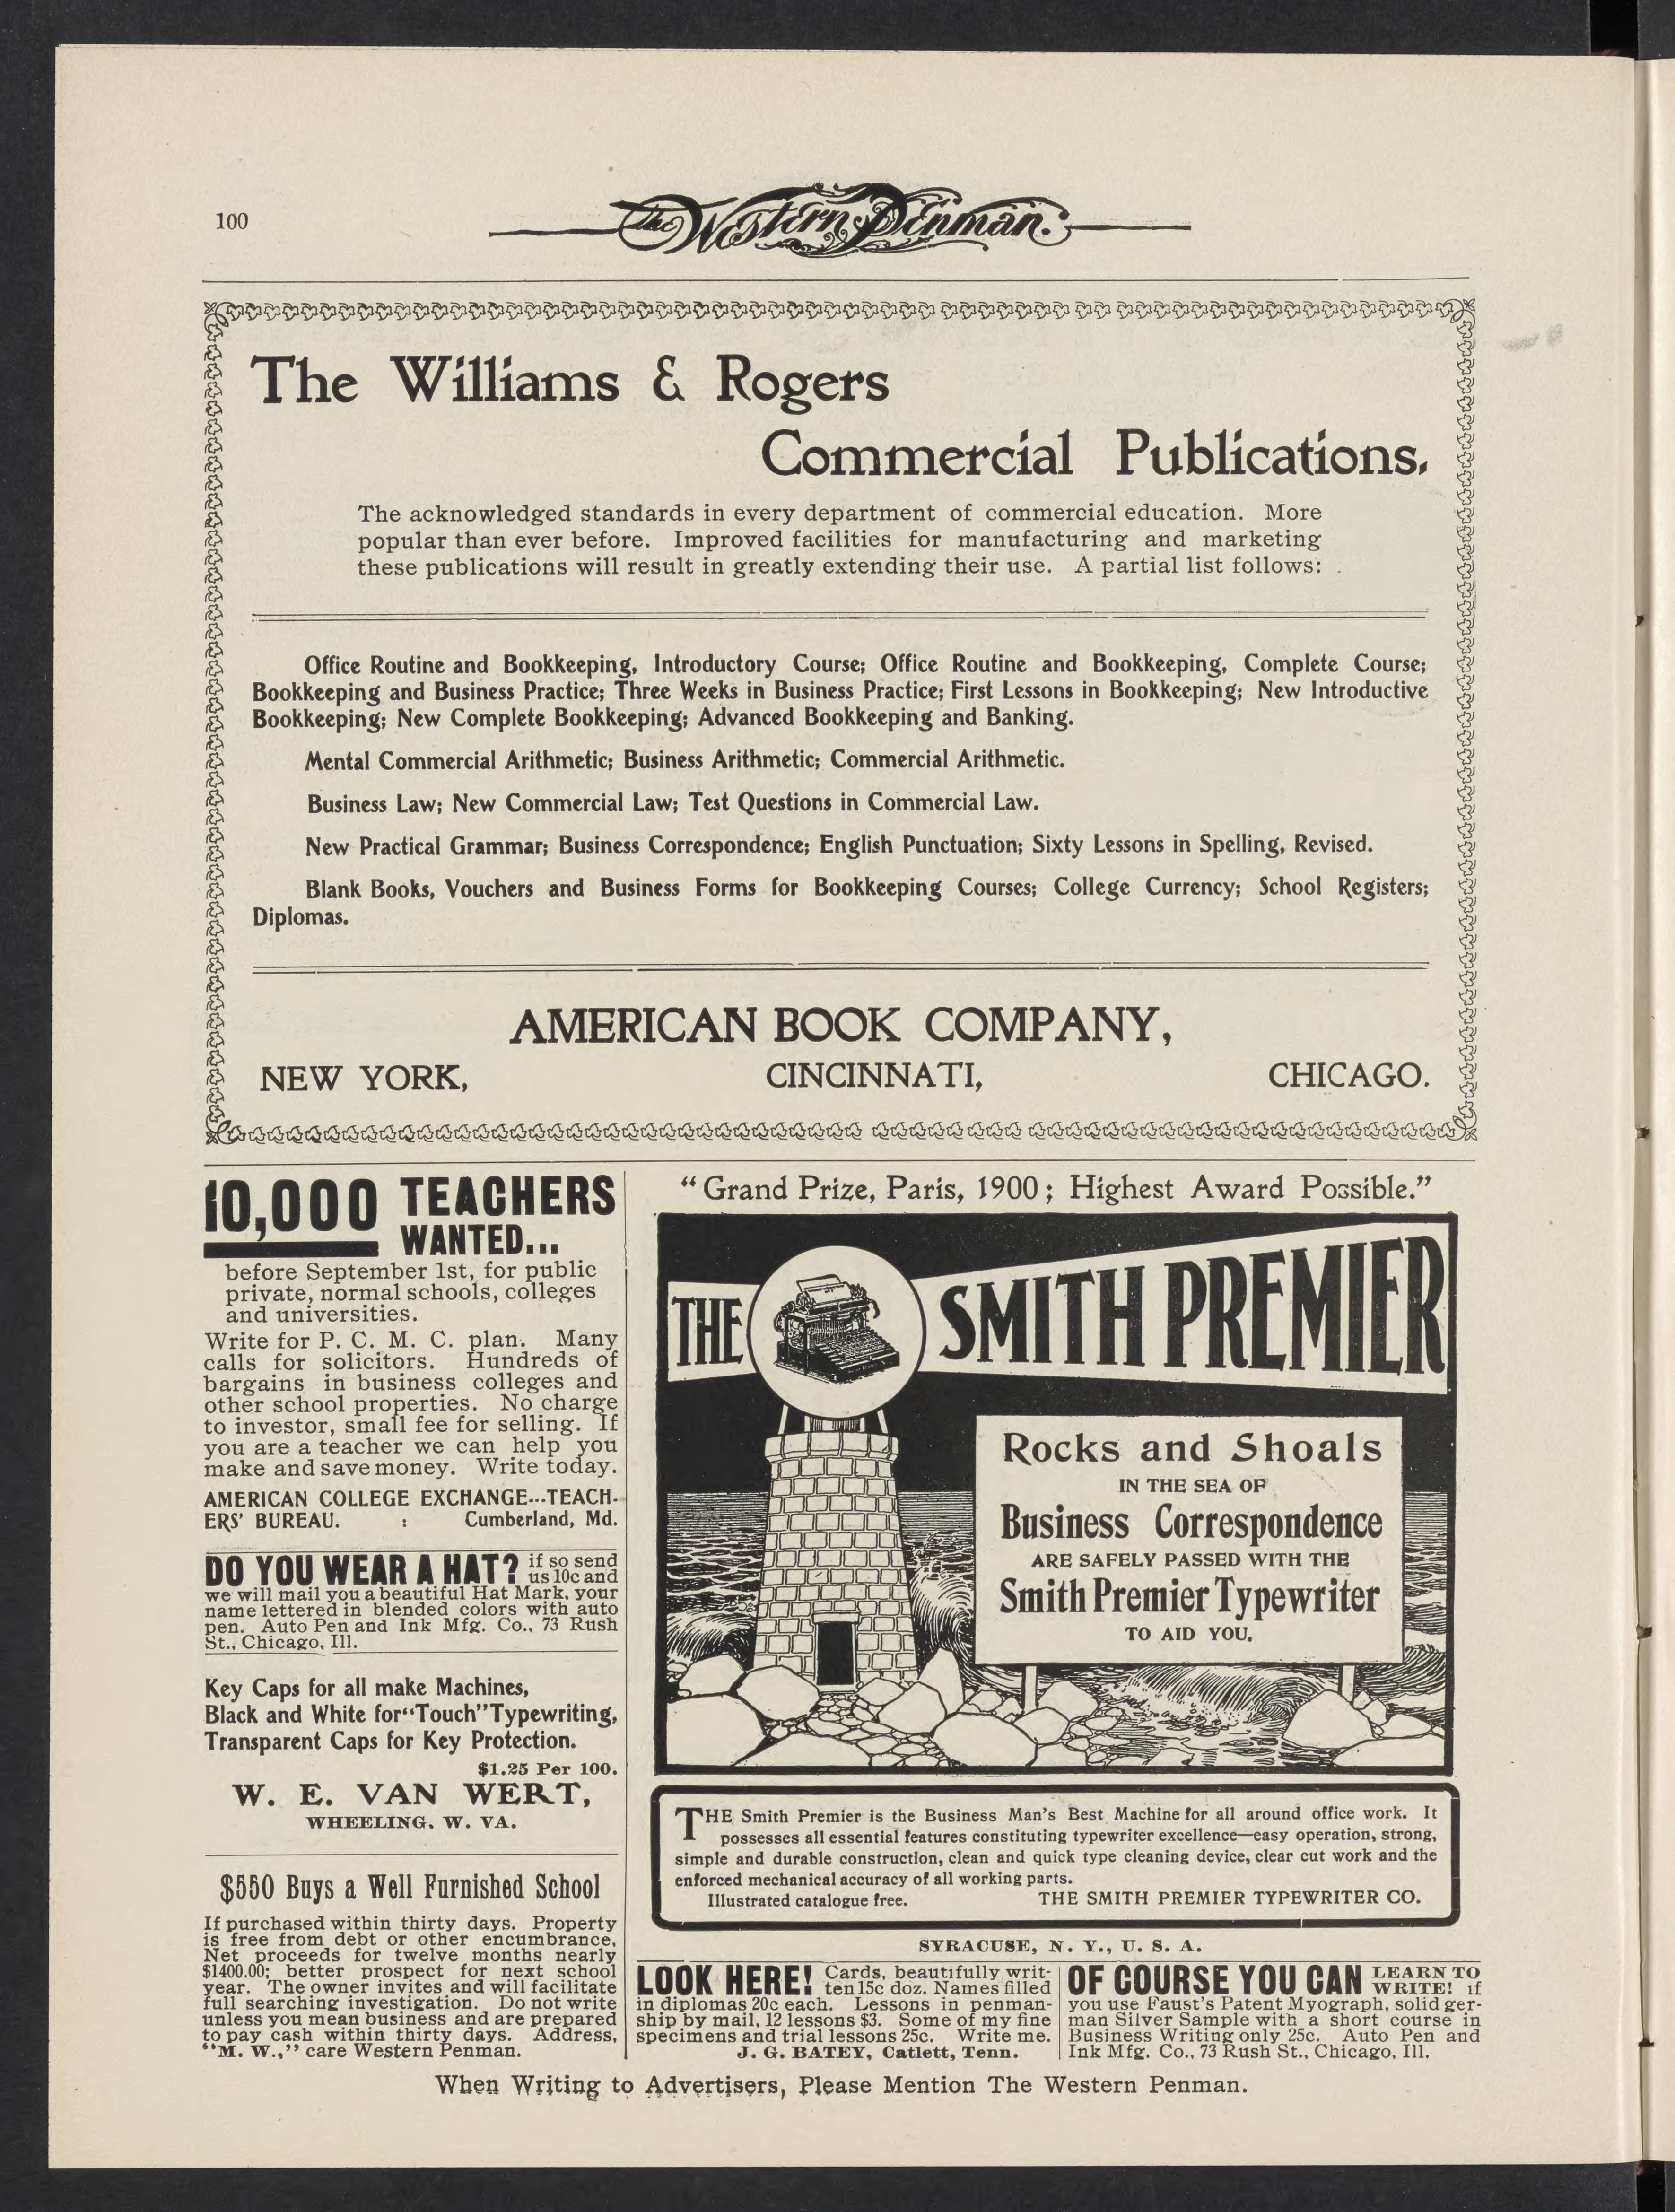 100
The Western Penman.
The Williams & Rogers
Commercial Publications.
The acknowledged standards in every department of commercial education. More
popular than ever before. Improved facilities for manufacturing and marketing
these publications will result in greatly extending their use. A partial list follows:
Office Routine and Bookkeeping, Introductory Course; Office Routine and Bookkeeping, Complete Course;
Bookkeeping and Business Practice; Three Weeks in Business Practice; First Lessons in Bookkeeping; New Introductive
Bookkeeping; New Complete Bookkeeping; Advanced Bookkeeping and Banking.
Mental Commercial Arithmetic; Business Arithmetic; Commercial Arithmetic.
Business Law; New Commercial Law; Test Questions in Commercial Law.
New Practical Grammar; Business Correspondence; English Punctuation; Sixty Lessons in Spelling, Revised.
Blank Books, Vouchers and Business Forms for Bookkeeping Courses; College Currency; School Registers;
Diplomas.
AMERICAN BOOK COMPANY,
NEW YORK, CINCINNATI, CHICAGO.
10,000 TEACHERS
WANTED...
before September 1st, for public
private, normal schools, colleges
and universities.
Write for P. C. M. C. plan. Many
calls for solicitors. Hundreds of
bargains in business colleges and
other school properties. No charge
to investor, small fee for selling. If
you are a teacher we can help you
make and save money. Write today.
AMERICAN COLLEGE EXCHANGE...TEACH-
ERS' BUREAU. : Cumberland, Md.
DO YOU WEAR A HAT? if so send
us 10c and
we will mail you a beautiful Hat Mark, your
name lettered in blended colors with auto
pen. Auto Pen and Ink Mfg. Co., 73 Rush
St., Chicago, Ill.
Key Caps for all make Machines,
Black and White for "Touch" Typewriting,
Transparent Caps for Key Protection.
$1.25 Per 100.
W. E. VAN WERT,
WHEELING, W. VA.
$550 Buys a Well Furnished School
If purchased within thirty days. Property
is free from debt or other encumbrance.
Net proceeds for twelve months nearly
$1400.00; better prospect for next school
year. The owner invites and will facilitate
full searching investigation. Do not write
unless you mean business and are prepared
to pay cash within thirty days. Address,
"M. W.," care Western Penman.
"Grand Prize, Paris, 1900; Highest Award Possible."
THE SMITH PREMIER
Rocks and Shoals
IN THE SEA OF
Business Correspondence
ARE SAFELY PASSED WITH THE
Smith Premier Typewriter
TO AID YOU.
THE Smith Premier is the Business Man's Best Machine for all around office work. It
possesses all essential features constituting typewriter excellence—easy operation, strong,
simple and durable construction, clean and quick type cleaning device, clear cut work and the
enforced mechanical accuracy of all working parts.
Illustrated catalogue free. THE SMITH PREMIER TYPEWRITER CO.
SYRACUSE, N. Y., U. S. A.
LOOK HERE! Cards, beautifully writ-
ten 15c doz. Names filled
in diplomas 20c each. Lessons in penman-
ship by mail, 12 lessons $3. Some of my fine
specimens and trial lessons 25c. Write me.
J. G. BATEY, Catlett, Tenn.
OF COURSE YOU CAN LEARN TO
WRITE! if
you use Faust's Patent Myograph, solid ger-
man Silver Sample with a short course in
Business Writing only 25c. Auto Pen and
Ink Mfg. Co., 73 Rush St., Chicago, Ill.
When Writing to Advertisers, Please Mention The Western Penman.